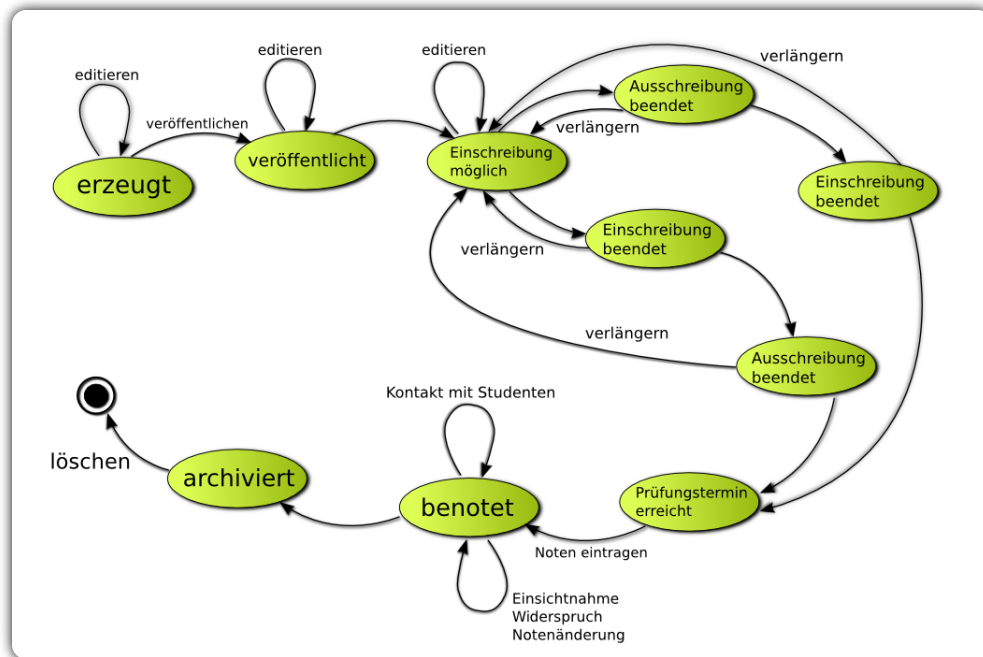 editieren
editieren
editieren
verlängern
veröffentlichen
Ausschreibung
beendet
verlängern
erzeugt
veröffentlicht
Einschreibung
möglich
Einschreibung
beendet
Einschreibung
beendet
verlängern
verlängern
Ausschreibung
beendet
Kontakt mit Studenten
löschen
archiviert
benotet
Prüfungstermin
erreicht
Noten eintragen
Einsichtnahme
Widerspruch
Notenänderung